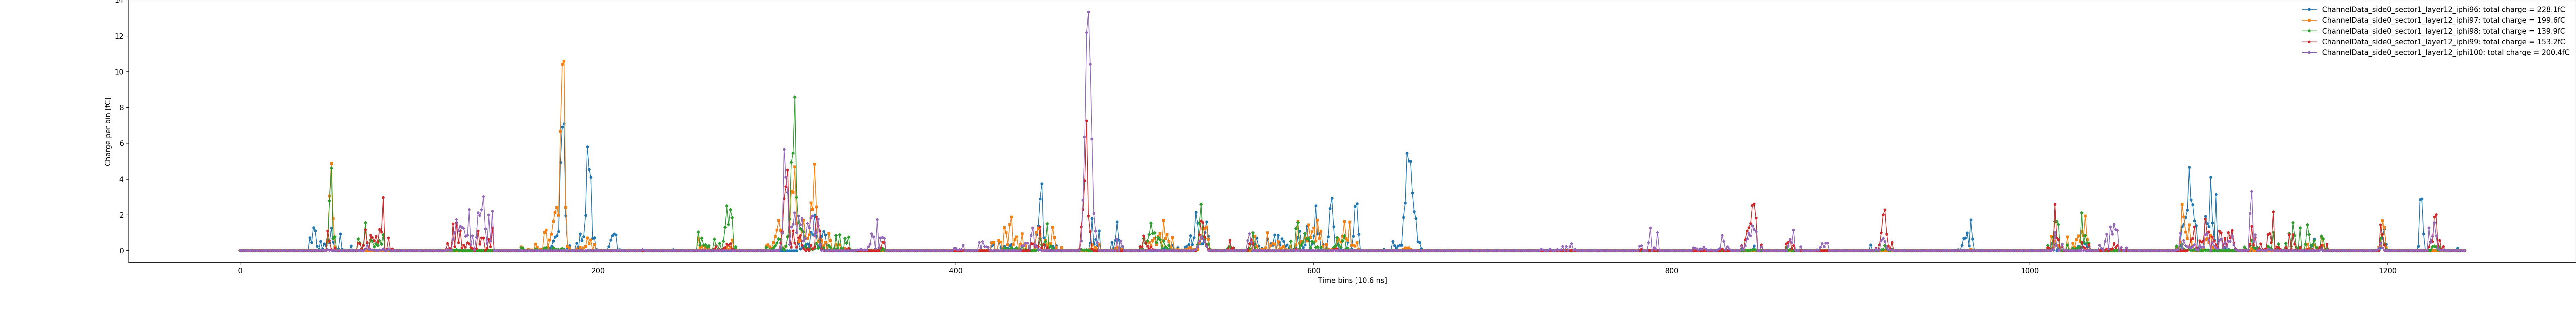 14
12
10
8
6
4
2
0
Charge per bin [fC]
0 200 400 600 800 1000 1200
Time bins [10.6 ns]
ChannelData_side0_sector1_layer12_iphi96: total charge = 228.1fC
ChannelData_side0_sector1_layer12_iphi97: total charge = 199.6fC
ChannelData_side0_sector1_layer12_iphi98: total charge = 139.9fC
ChannelData_side0_sector1_layer12_iphi99: total charge = 153.2fC
ChannelData_side0_sector1_layer12_iphi100: total charge = 200.4fC